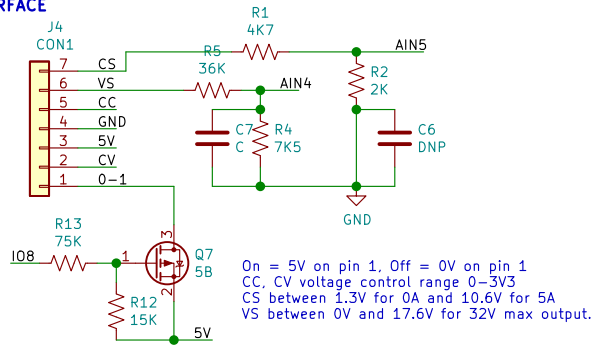 RFACE
J4
CON1
7 CS
6 VS
5 CC
4 GND
3 5V
2 CV
1 0-1
R1
4K7
AIN5
R5
36K
AIN4
R2
2K
C7
C
R4
7K5
C6
DNP
GND
R13
75K
IO8
1
3
2
Q7
5B
R12
15K
5V
On = 5V on pin 1, Off = 0V on pin 1
CC, CV voltage control range 0-3V3
CS between 1.3V for 0A and 10.6V for 5A
VS between 0V and 17.6V for 32V max output.